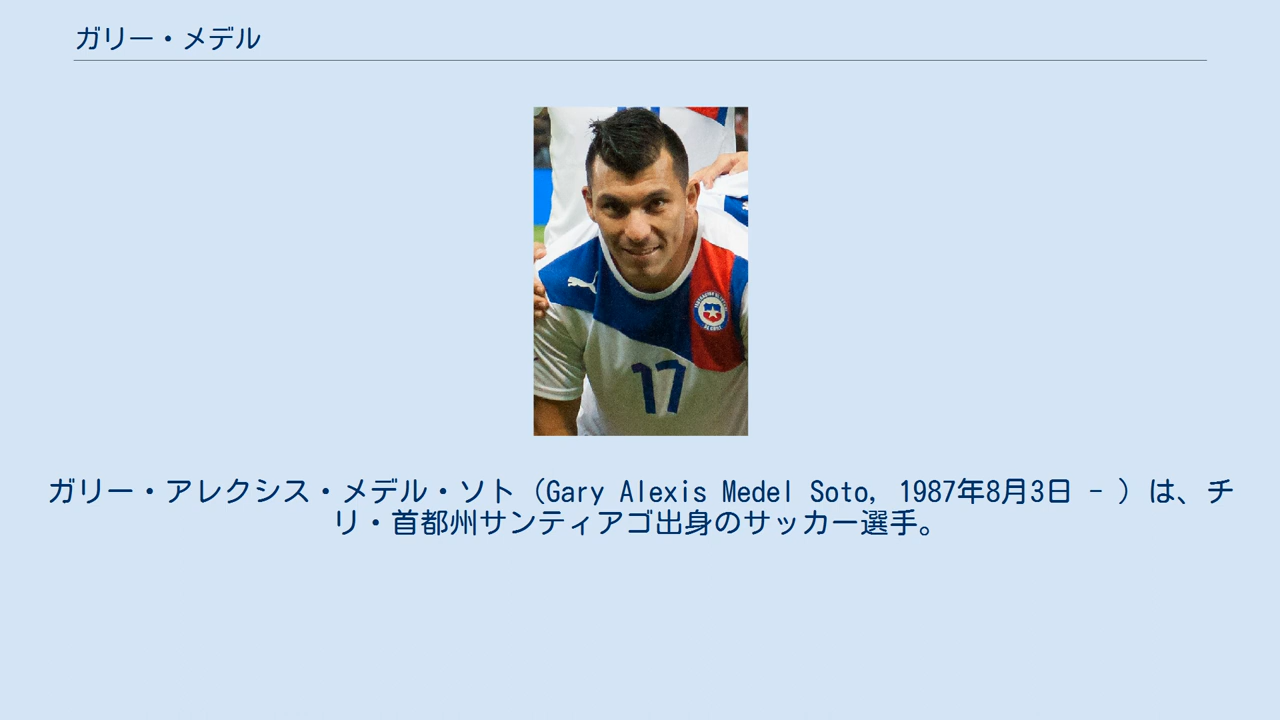 ガリー・メデル
17
ガリー・アレクシス・メデル・ソト（Gary Alexis Medel Soto, 1987年8月3日 - ）は、チ
リ・首都州サンティアゴ出身のサッカー選手。